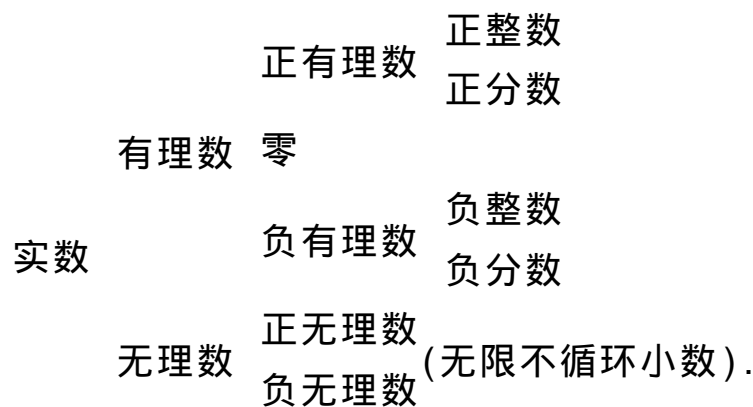 正整数
正有理数
正分数
有理数 零
负整数
实数 负有理数
负分数
正无理数
无理数 (无限不循环小数).
负无理数